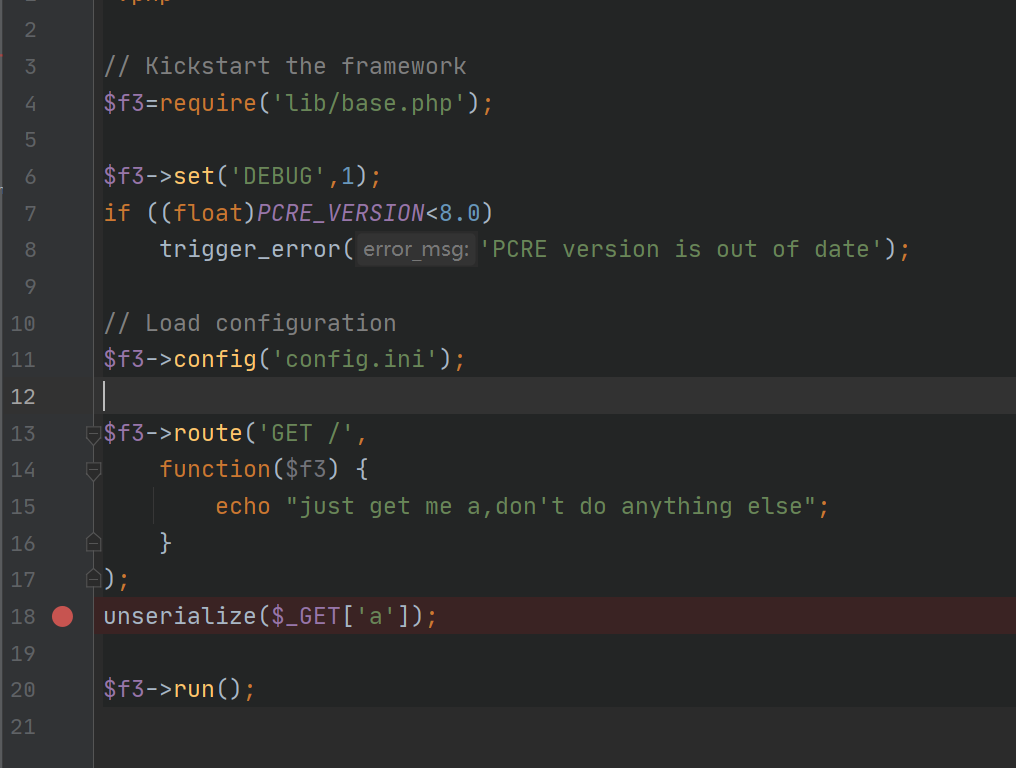 1 <?php
2
3 // Kickstart the framework
4 $f3=require('lib/base.php');
5
6 $f3->set('DEBUG',1);
7 if ((float)PCRE_VERSION<8.0)
8 trigger_error( error_msg: 'PCRE version is out of date');
9
10 // Load configuration
11 $f3->config('config.ini');
12
13 $f3->route('GET /',
14 function($f3) {
15 echo "just get me a,don't do anything else";
16 }
17 );
18 unserialize($_GET['a']);
19
20 $f3->run();
21